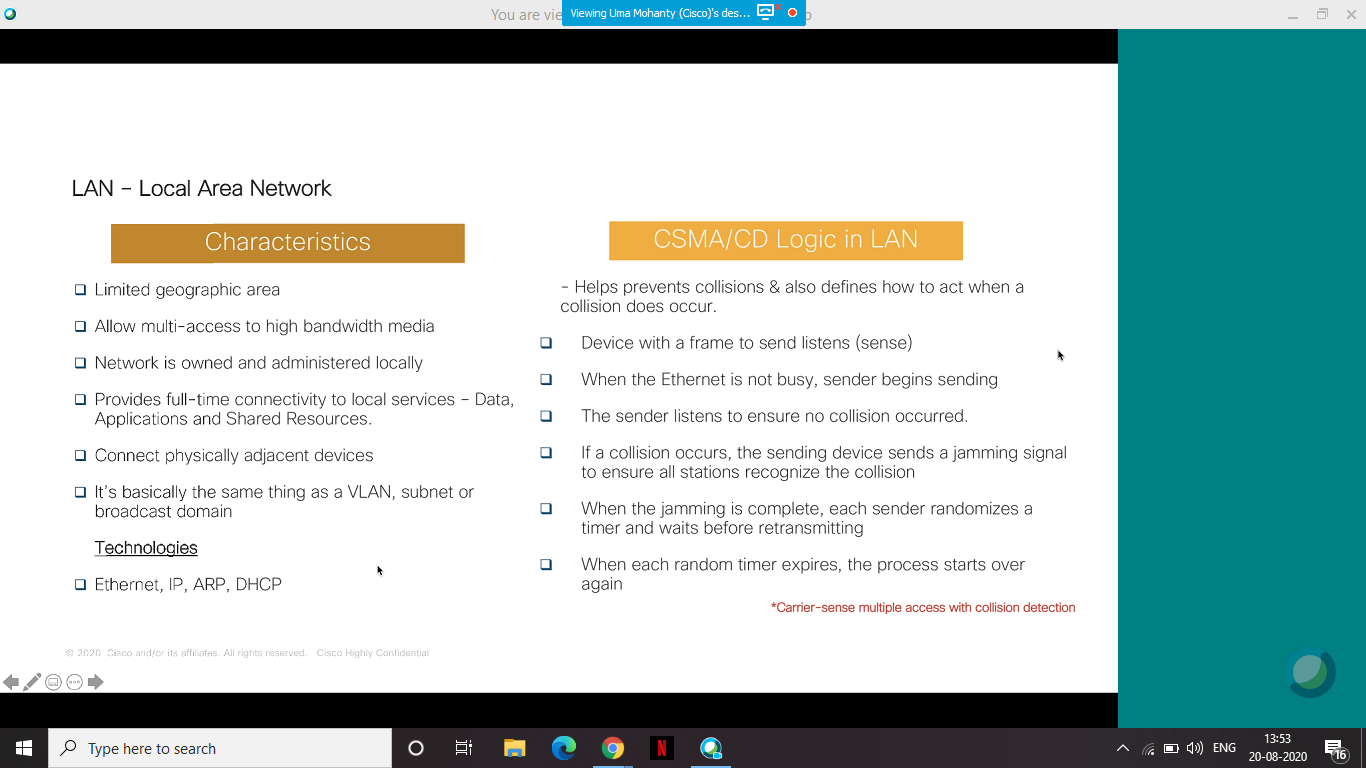 You are vie
Viewing Uma Mohanty (Cisco)'s des...
LAN - Local Area Network
Characteristics
Limited geographic area
Allow multi-access to high bandwidth media
Network is owned and administered locally
Provides full-time connectivity to local services - Data,
Applications and Shared Resources.
Connect physically adjacent devices
It's basically the same thing as a VLAN, subnet or
broadcast domain
Technologies
Ethernet, IP, ARP, DHCP
CSMA/CD Logic in LAN
- Helps prevents collisions & also defines how to act when a
collision does occur.
Device with a frame to send listens (sense)
When the Ethernet is not busy, sender begins sending
The sender listens to ensure no collision occurred.
If a collision occurs, the sending device sends a jamming signal
to ensure all stations recognize the collision
When the jamming is complete, each sender randomizes a
timer and waits before retransmitting
When each random timer expires, the process starts over
again
*Carrier-sense multiple access with collision detection
© 2020 Cisco and/or its affiliates. All rights reserved. Cisco Highly Confidential
Type here to search
N
ENG
13:53
20-08-2020
16